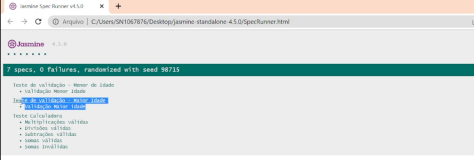 Jasmine Spec Runner v4.5.0
Arquivo | C:/Users/SN1067876/Desktop/jasmine-standalone-4.5.0/SpecRunner.html
Jasmine 4.5.0
7 specs, 0 failures, randomized with seed 98715
Teste de validação - Menor de Idade
Validação Menor idade
Teste de validação - Maior idade
Validação Maior idade
Teste Calculadora
Multiplicações válidas
Divisões válidas
Subtrações válidas
Somas válidas
Somas Inválidas